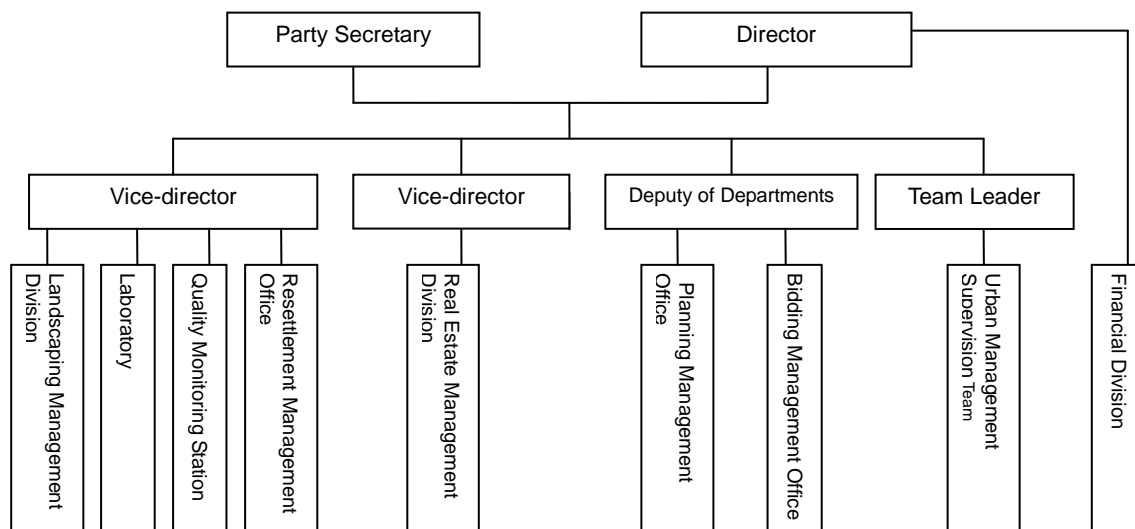 Party Secretary
Director
Vice-director
Vice-director
Deputy of Departments
Team Leader
Landscaping Management
Division
Laboratory
Quality Monitoring Station
Resettlement Management
Office
Real Estate Management
Division
Planning Management
Office
Bidding Management Office
Urban Management
Supervision Team
Financial Division